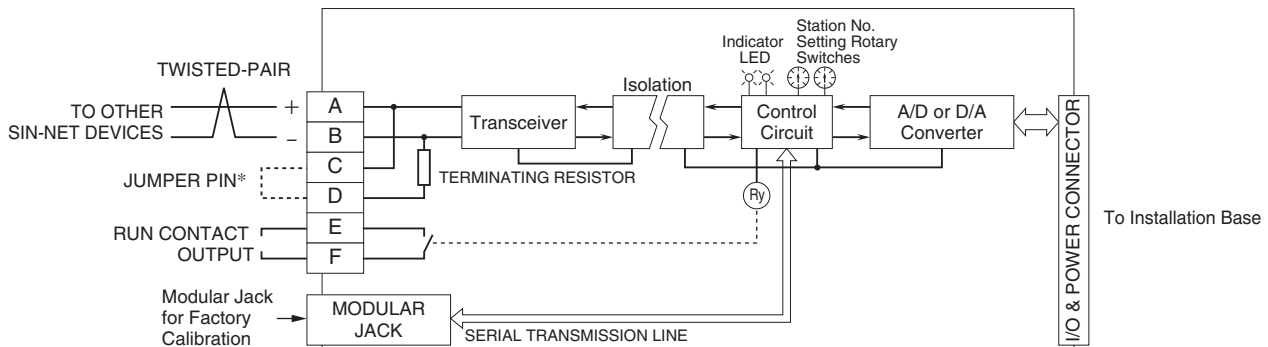 Station No.
Setting Rotary
Switches
Indicator
LED
TWISTED-PAIR
Isolation
TO OTHER
SIN-NET DEVICES
+
–
A
B
C
D
E
F
Transceiver
Control
Circuit
A/D or D/A
Converter
JUMPER PIN*
TERMINATING RESISTOR
Ry
RUN CONTACT
OUTPUT
I/O & POWER CONNECTOR
To Installation Base
Modular Jack
for Factory
Calibration
MODULAR
JACK
SERIAL TRANSMISSION LINE